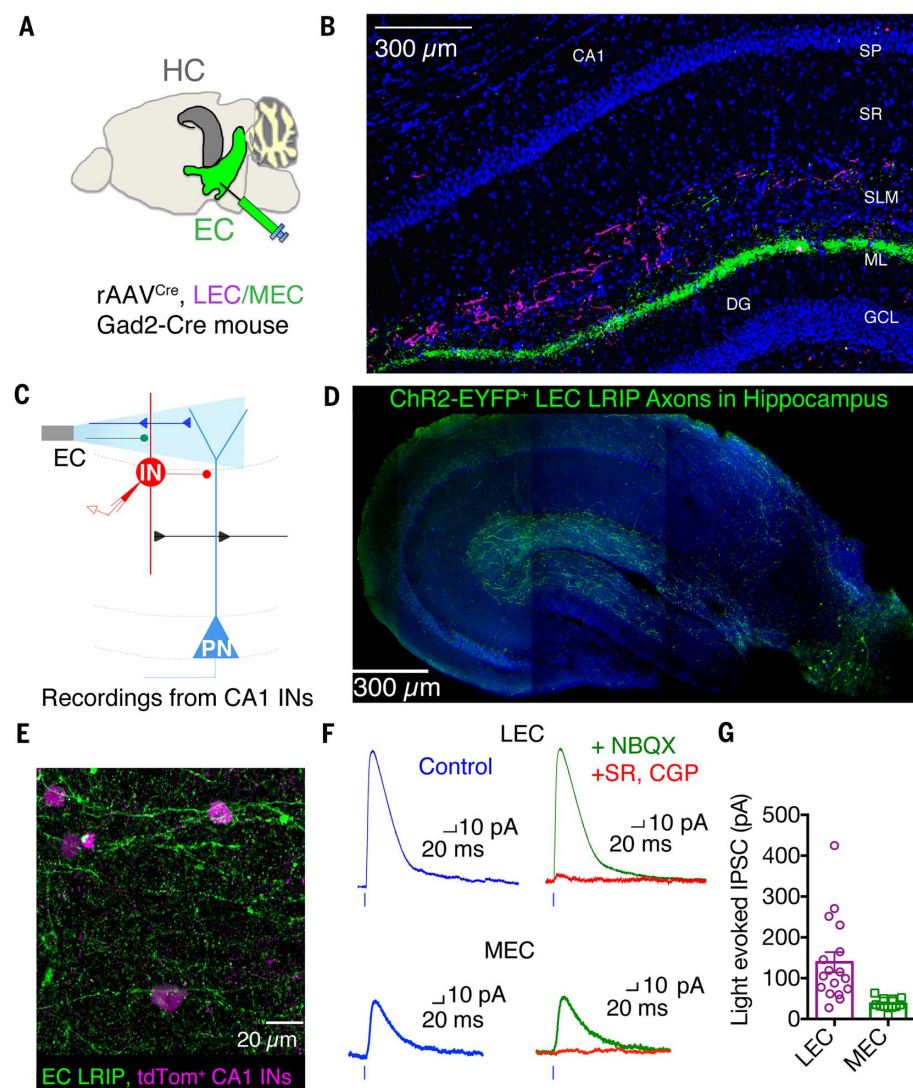 A
HC
EC
rAAVCre, LEC/MEC
Gad2-Cre mouse
B
300 µm
CA1
SP
SR
SLM
ML
DG
GCL
C
EC
IN
PN
Recordings from CA1 INs
D
ChR2-EYFP+ LEC LRIP Axons in Hippocampus
300 µm
E
20 µm
EC LRIP, tdTom+ CA1 INs
F
LEC
Control
10 pA
20 ms
+ NBQX
+SR, CGP
10 pA
20 ms
MEC
10 pA
20 ms
10 pA
20 ms
G
Light evoked IPSC (pA)
500
400
300
200
100
0
LEC
MEC